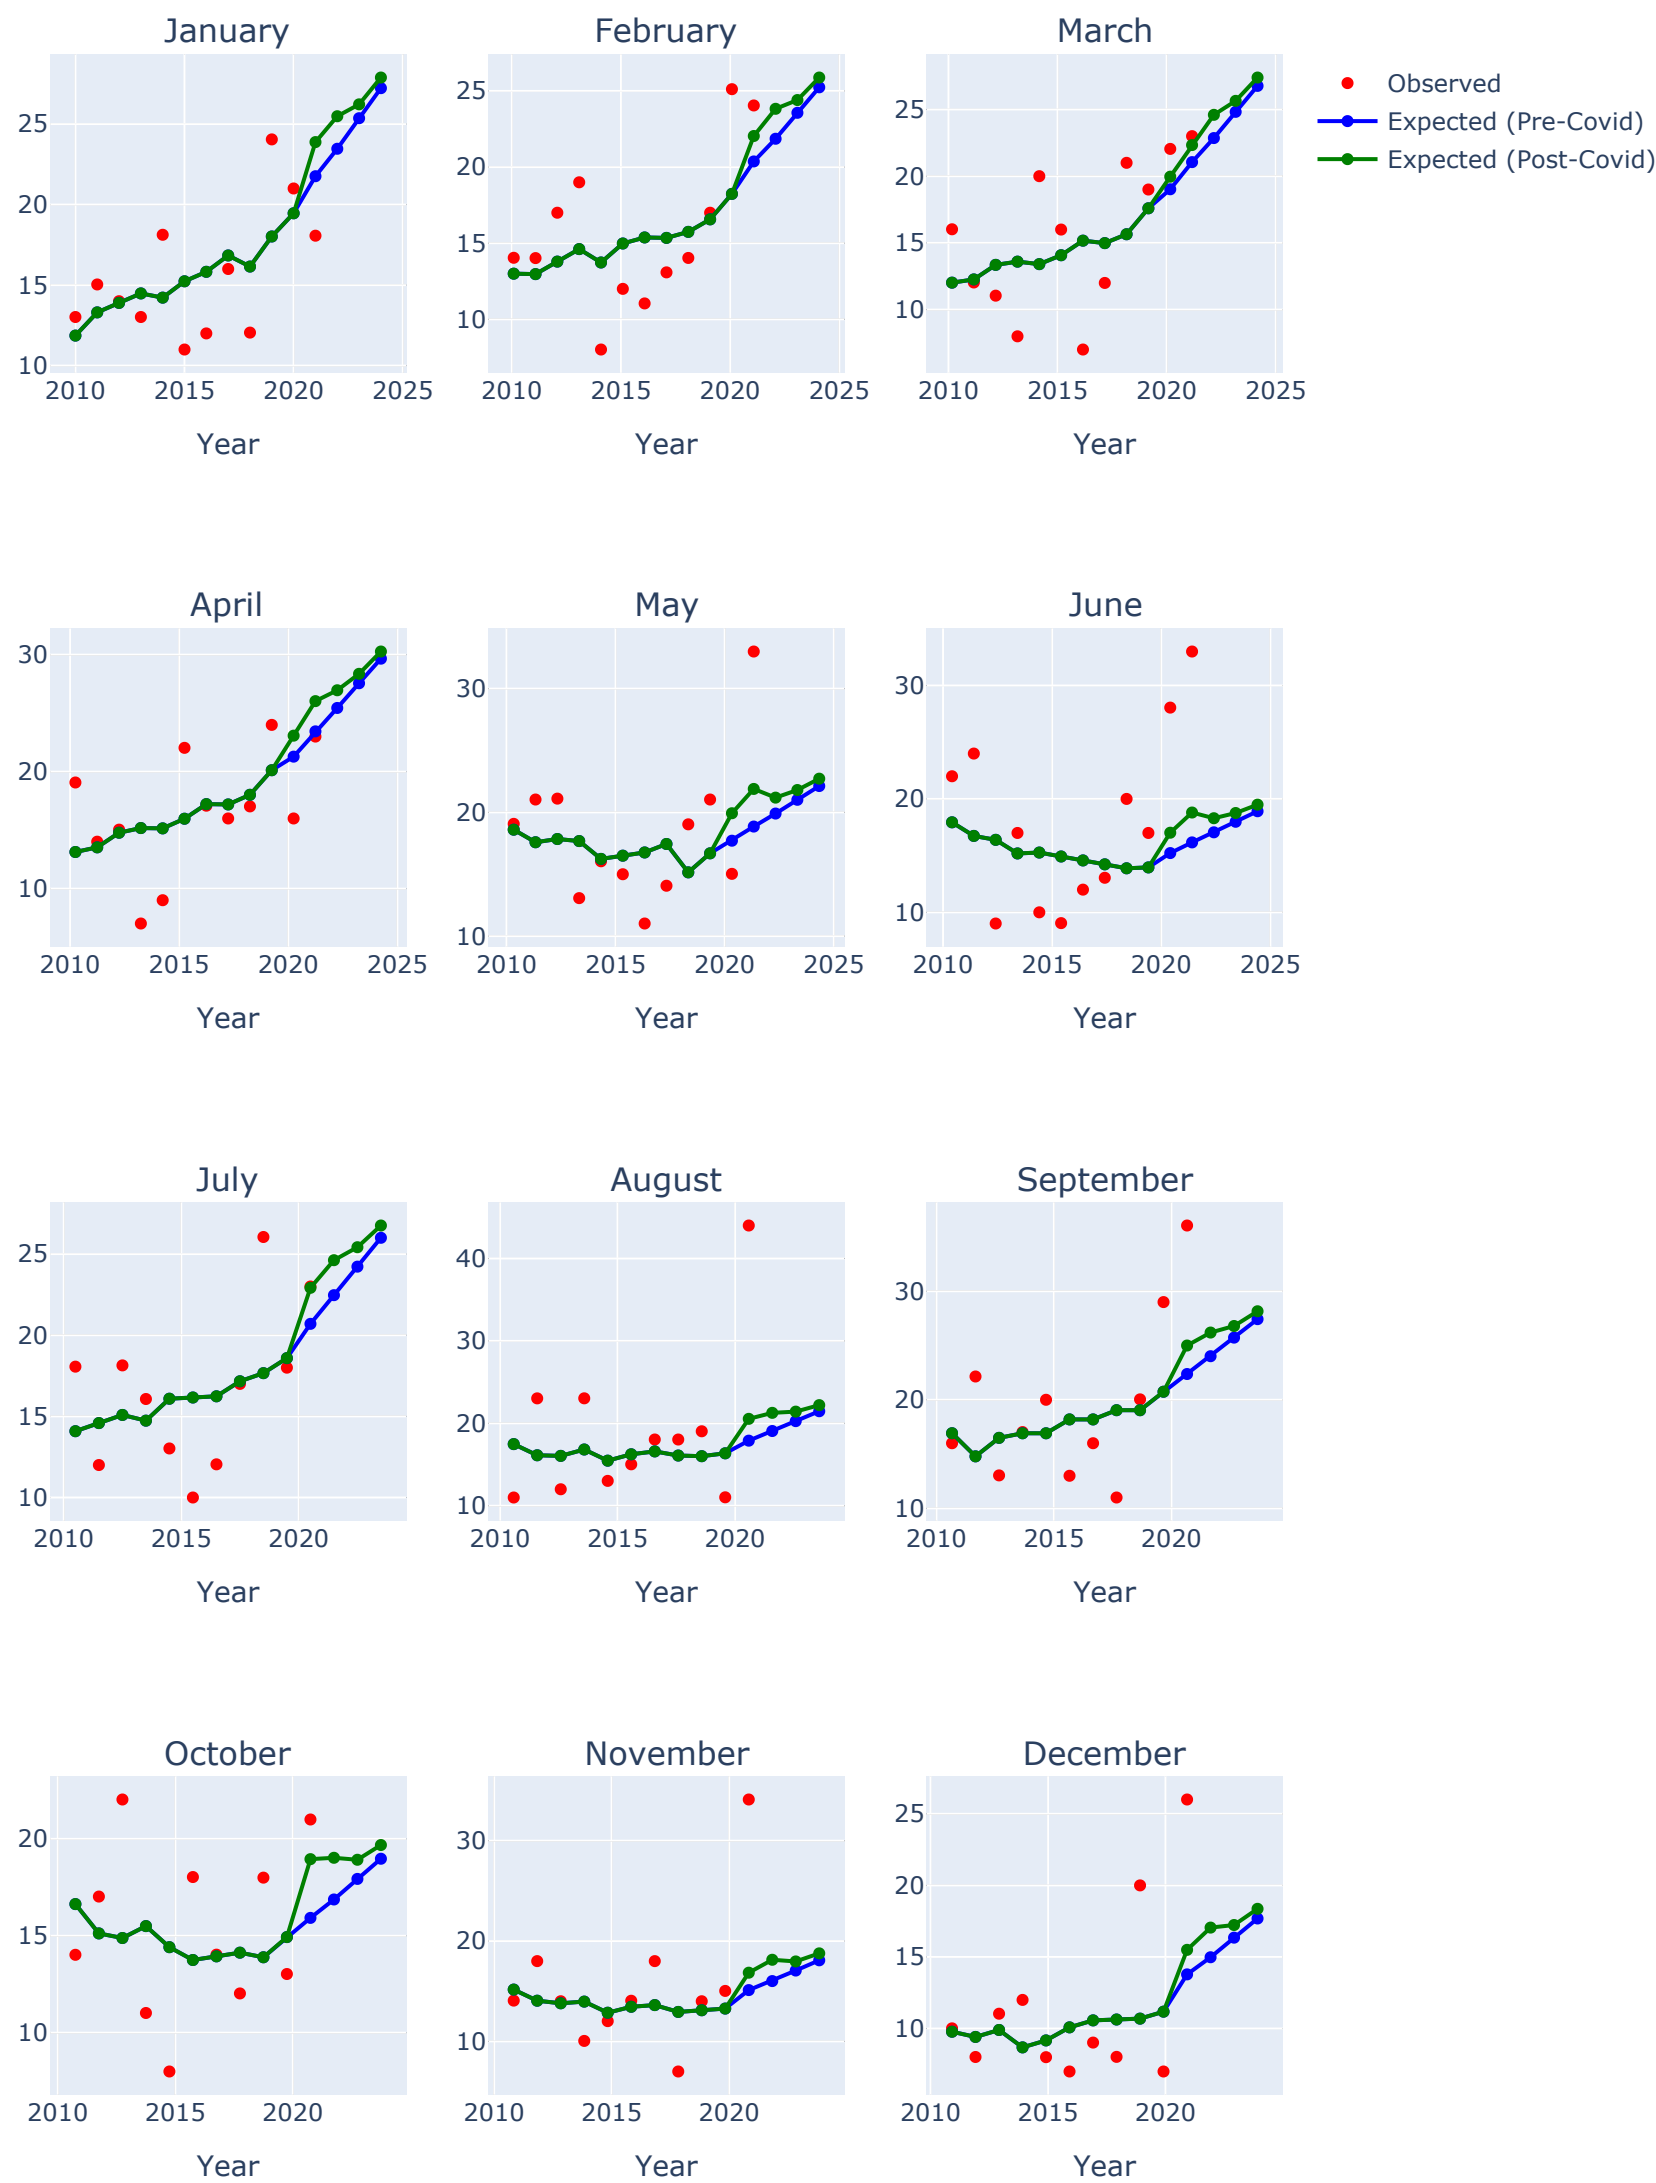 January February March
25
20
15
10
2010 2015 2020 2025
Year
25
20
15
10
2010 2015 2020 2025
Year
25
20
15
10
2010 2015 2020 2025
Year
Observed
Expected (Pre-Covid)
Expected (Post-Covid)
April May June
30
20
10
2010 2015 2020 2025
Year
30
20
10
2010 2015 2020 2025
Year
30
20
10
2010 2015 2020 2025
Year
July August September
25
20
15
10
2010 2015 2020
Year
40
30
20
10
2010 2015 2020
Year
30
20
10
2010 2015 2020
Year
October November December
20
15
10
2010 2015 2020
Year
30
20
10
2010 2015 2020
Year
25
20
15
10
2010 2015 2020
Year